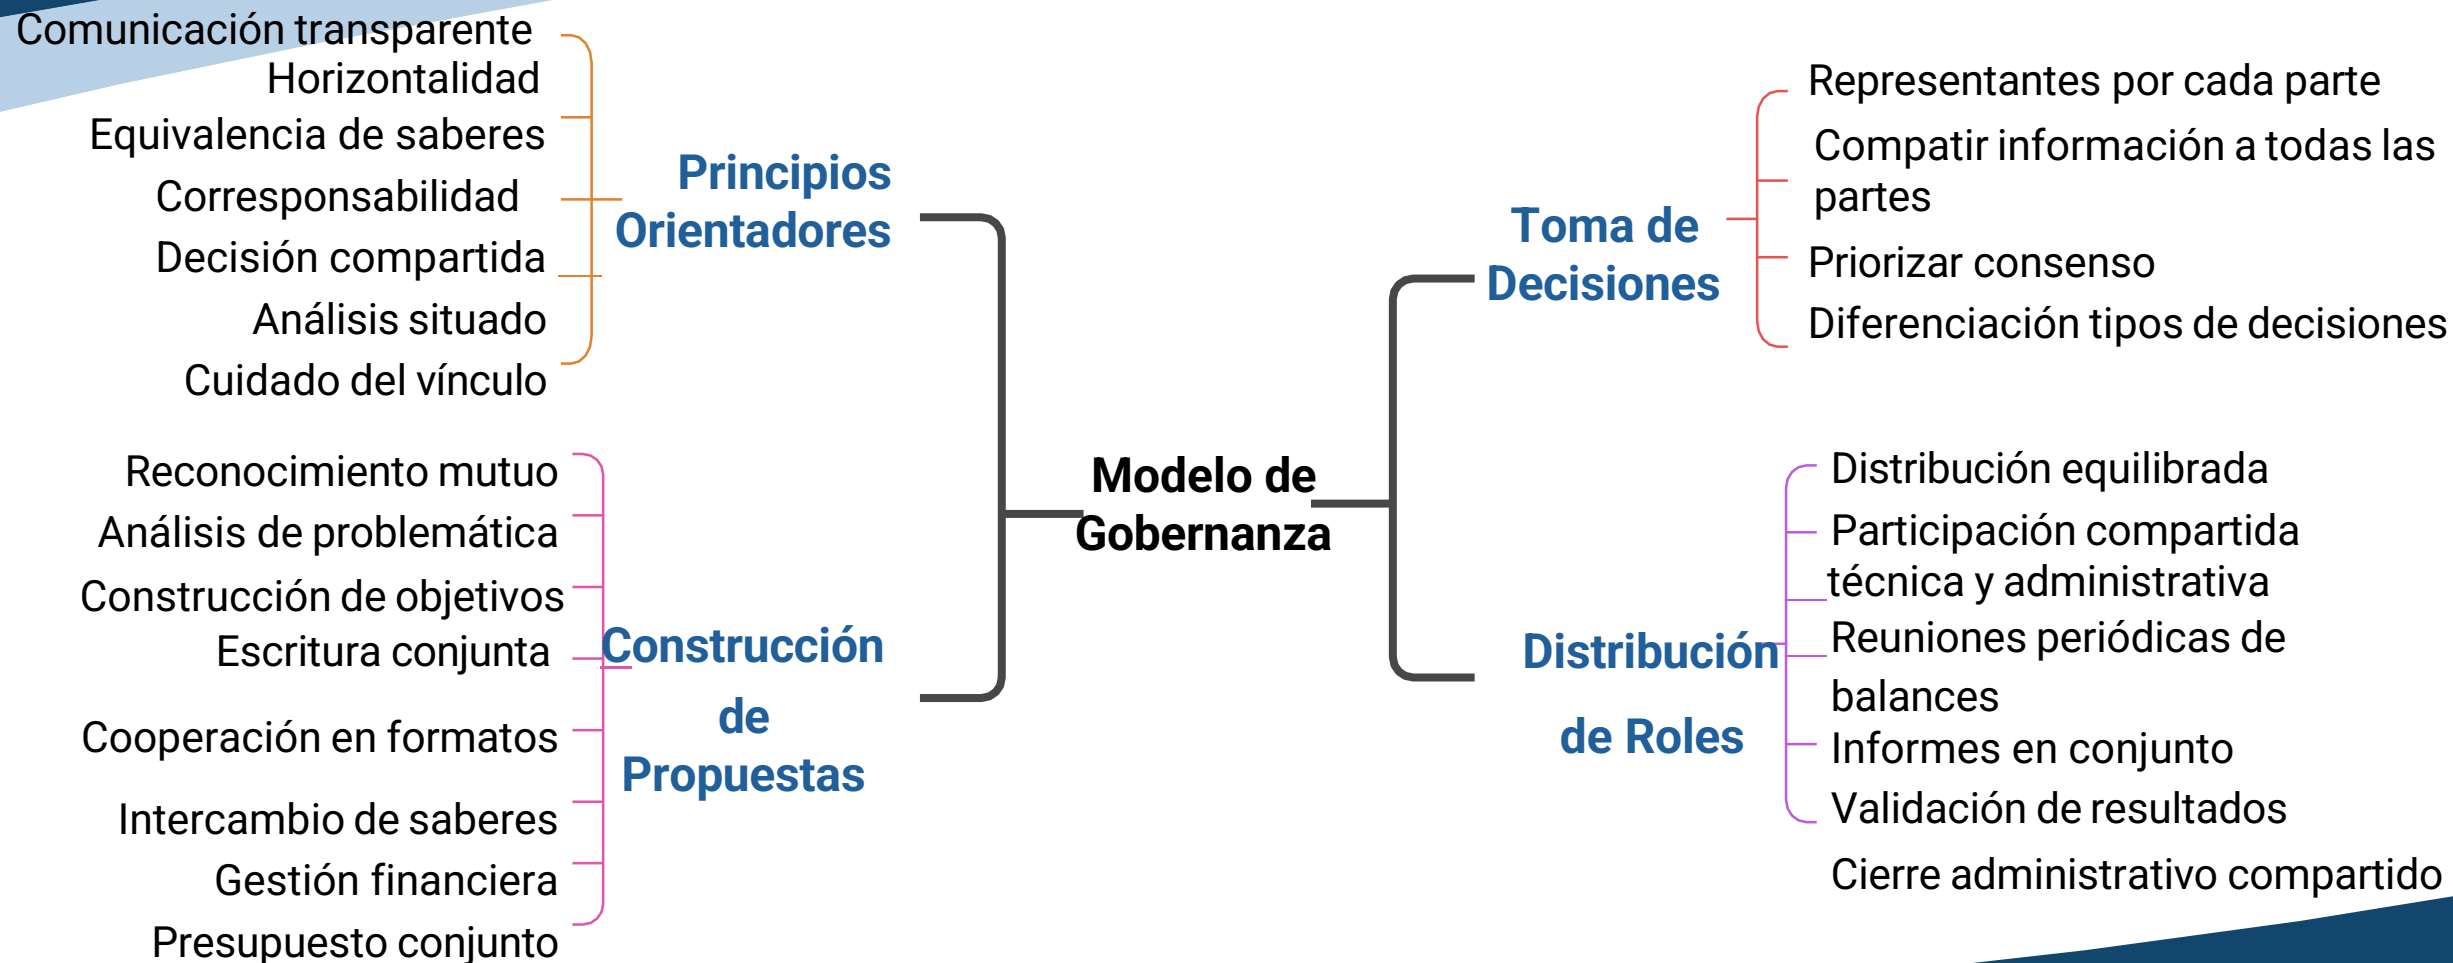 Comunicación transparente
Horizontalidad
Equivalencia de saberes
Corresponsabilidad
Decisión compartida
Análisis situado
Cuidado del vínculo
Principios
Orientadores
Reconocimiento mutuo
Análisis de problemática
Construcción de objetivos
Escritura conjunta
Cooperación en formatos
Intercambio de saberes
Gestión financiera
Presupuesto conjunto
Construcción
de
Propuestas
Modelo de
Gobernanza
Toma de
Decisiones
Representantes por cada parte
Compatir información a todas las
partes
Priorizar consenso
Diferenciación tipos de decisiones
Distribución
de Roles
Distribución equilibrada
Participación compartida
técnica y administrativa
Reuniones periódicas de
balances
Informes en conjunto
Validación de resultados
Cierre administrativo compartido